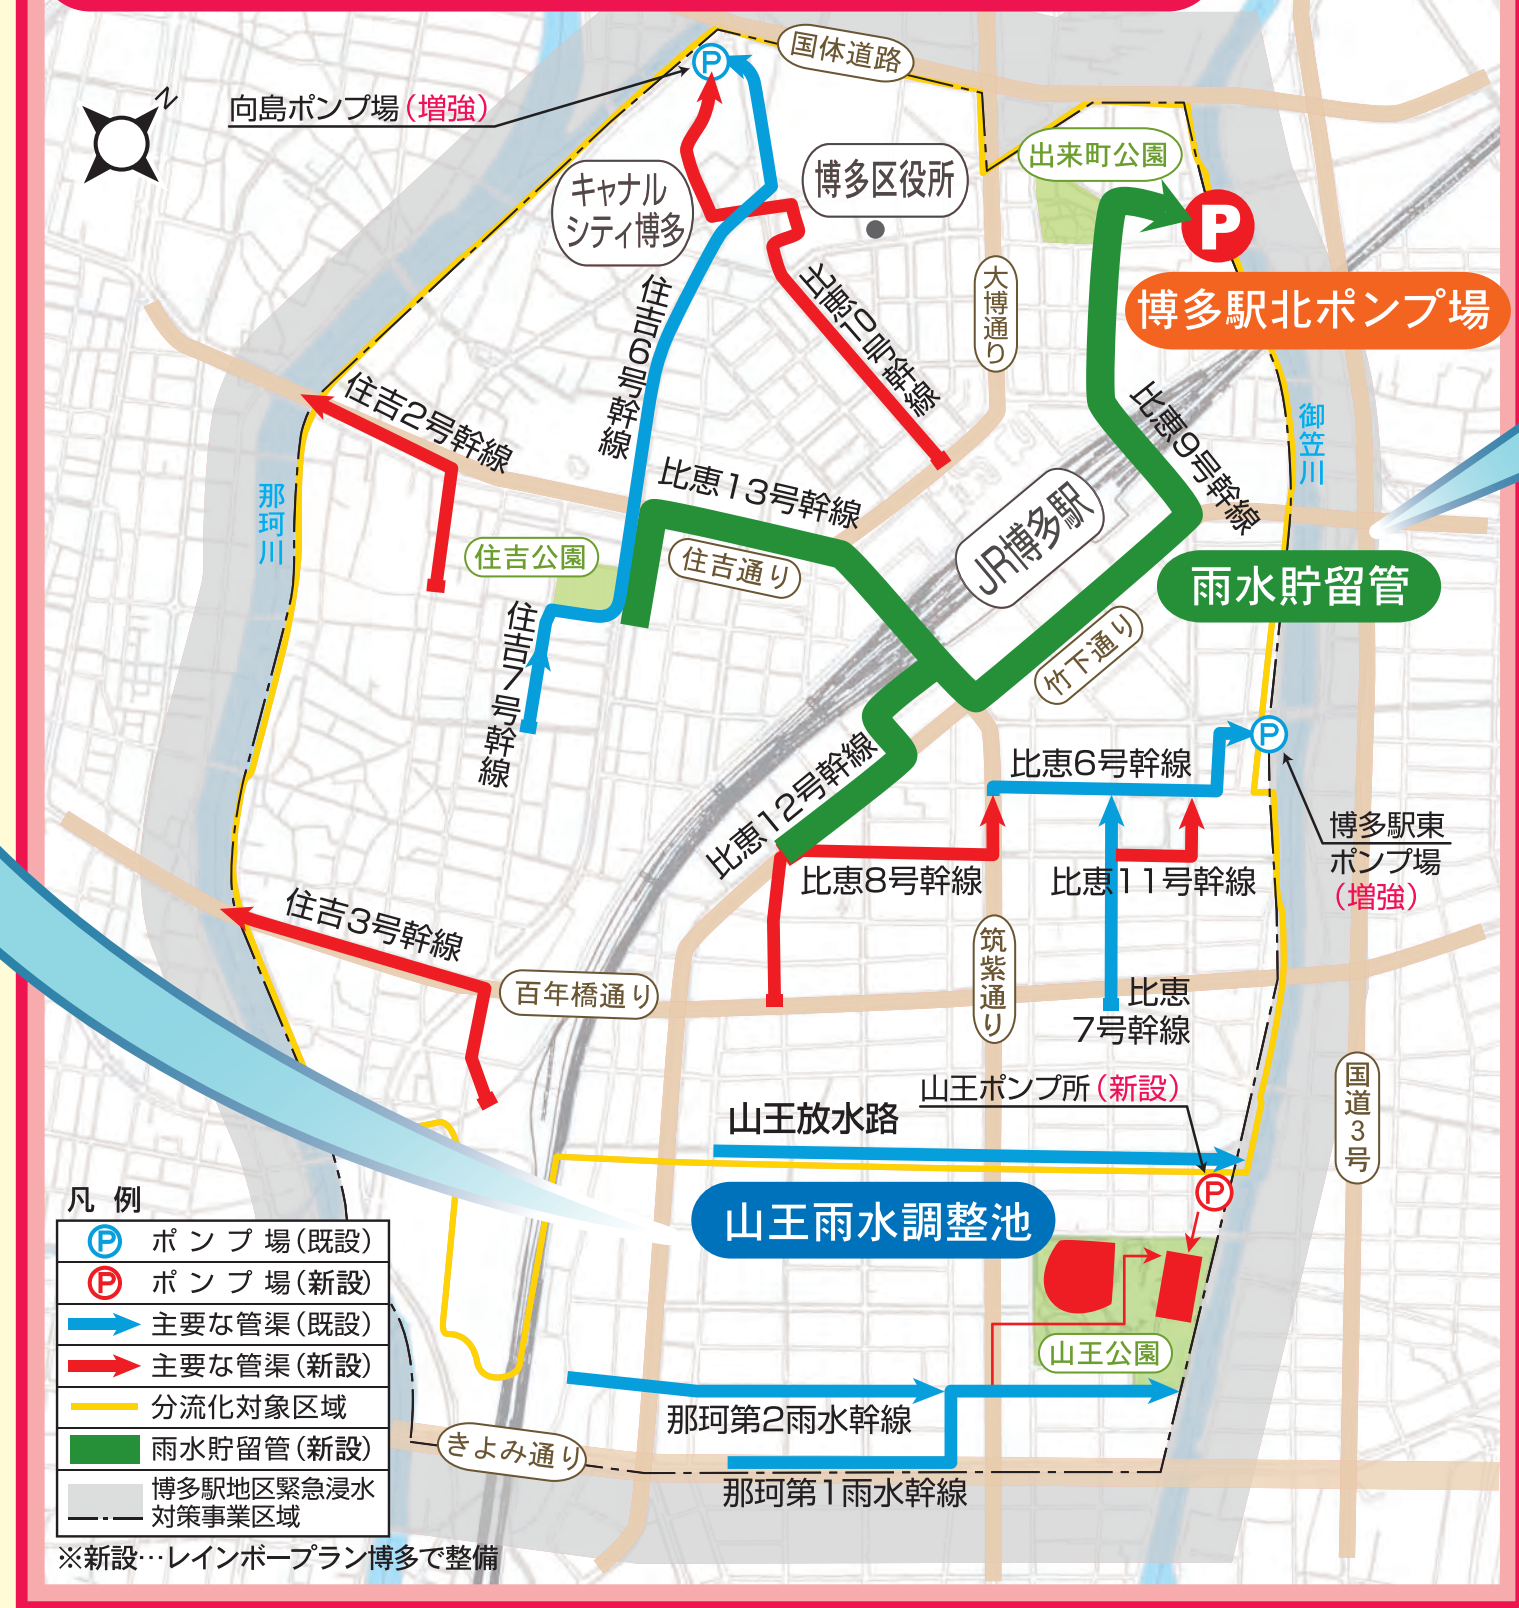 国体道路
P
向島ポンプ場(増強)
N
キャナル
シティ博多
博多区役所
出来町公園
P
博多駅北ポンプ場
大博通り
住吉6号幹線
比恵10号幹線
住吉2号幹線
比恵9号幹線
御笠川
那珂川
比恵13号幹線
JR博多駅
住吉公園
住吉通り
雨水貯留管
住吉7号幹線
竹下通り
比恵12号幹線
比恵6号幹線
P
博多駅東
ポンプ場
(増強)
比恵8号幹線
比恵11号幹線
住吉3号幹線
筑紫通り
百年橋通り
比恵
7号幹線
山王ポンプ所(新設)
国道3号
山王放水路
P
山王雨水調整池
山王公園
那珂第2雨水幹線
きよみ通り
那珂第1雨水幹線
凡例
P ポンプ場(既設)
P ポンプ場(新設)
主要な管渠(既設)
主要な管渠(新設)
分流化対象区域
雨水貯留管(新設)
博多駅地区緊急浸水
対策事業区域
※新設…レインボープラン博多で整備